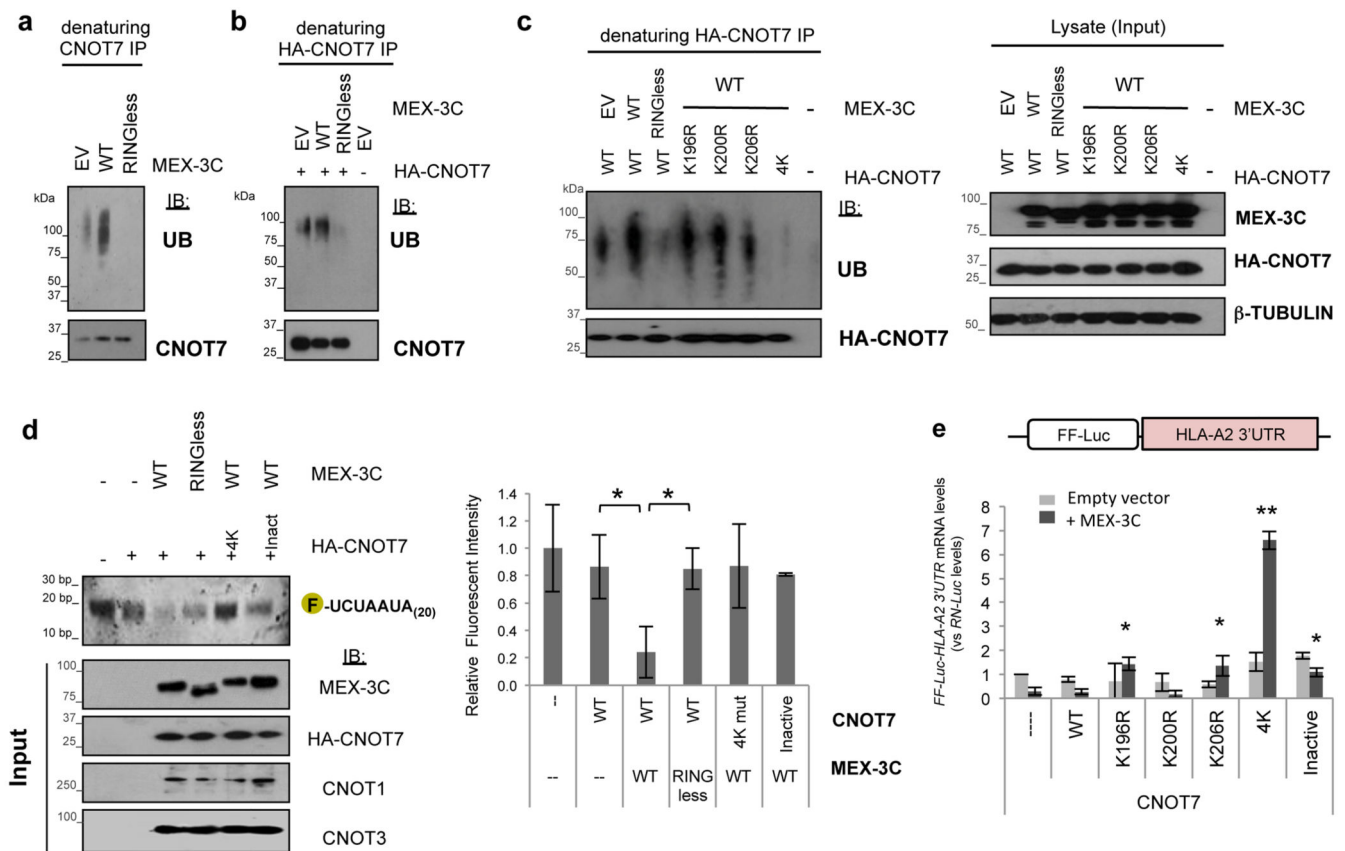 a
denaturing
CNOT7 IP
EV
WT
RINGless
MEX-3C
kDa
IB:
100
75
50
37
UB
37
25
CNOT7
b
denaturing
HA-CNOT7 IP
EV
WT
RINGless
EV
MEX-3C
+ + + -
HA-CNOT7
kDa
IB:
100
75
50
37
UB
37
25
CNOT7
c
denaturing HA-CNOT7 IP
WT
EV
WT
RINGless
-
MEX-3C
WT
WT
WT
K196R
K200R
K206R
4K
-
HA-CNOT7
kDa
IB:
100
75
50
UB
37
25
HA-CNOT7
Lysate (Input)
WT
EV
WT
RINGless
-
MEX-3C
WT
WT
WT
K196R
K200R
K206R
4K
-
HA-CNOT7
100
75
MEX-3C
37
25
HA-CNOT7
50
β-TUBULIN
d
- - WT RINGless WT WT
MEX-3C
- + + + +4K +Inact
HA-CNOT7
30 bp
20 bp
10 bp
F-UCUAAUA(20)
IB:
Input
100
75
MEX-3C
37
25
HA-CNOT7
250
CNOT1
100
CNOT3
Relative Fluorescent Intensity
1.4
1.2
1.0
0.8
0.6
0.4
0.2
0.0
* *
-- WT WT WT 4K mut Inactive
CNOT7
-- -- WT RING less WT WT
MEX-3C
e
FF-Luc
HLA-A2 3'UTR
Empty vector
+ MEX-3C
FF-Luc-HLA-A2 3'UTR mRNA levels
(vs RN-Luc levels)
8
7
6
5
4
3
2
1
0
* * ** *
----
WT
K196R
K200R
K206R
4K
Inactive
CNOT7